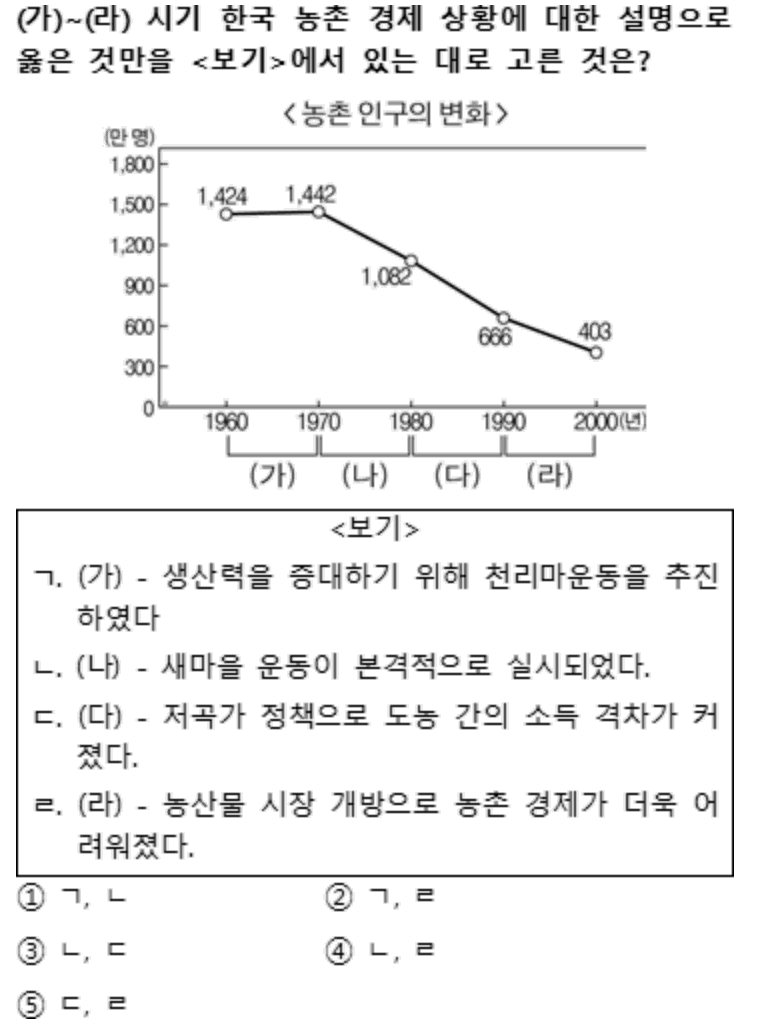 (가)~(라) 시기 한국 농촌 경제 상황에 대한 설명으로
옳은 것만을 <보기>에서 있는 대로 고른 것은?
<농촌 인구의 변화>
(만 명)
1,800
1,500
1,200
900
600
300
0
1,424
1,442
1,082
666
403
1960 1970 1980 1990 2000(년)
(가) (나) (다) (라)
<보기>
ㄱ. (가) - 생산력을 증대하기 위해 천리마운동을 추진
하였다
ㄴ. (나) - 새마을 운동이 본격적으로 실시되었다.
ㄷ. (다) - 저곡가 정책으로 도농 간의 소득 격차가 커
졌다.
ㄹ. (라) - 농산물 시장 개방으로 농촌 경제가 더욱 어
려워졌다.
① ㄱ, ㄴ ② ㄱ, ㄹ
③ ㄴ, ㄷ ④ ㄴ, ㄹ
⑤ ㄷ, ㄹ